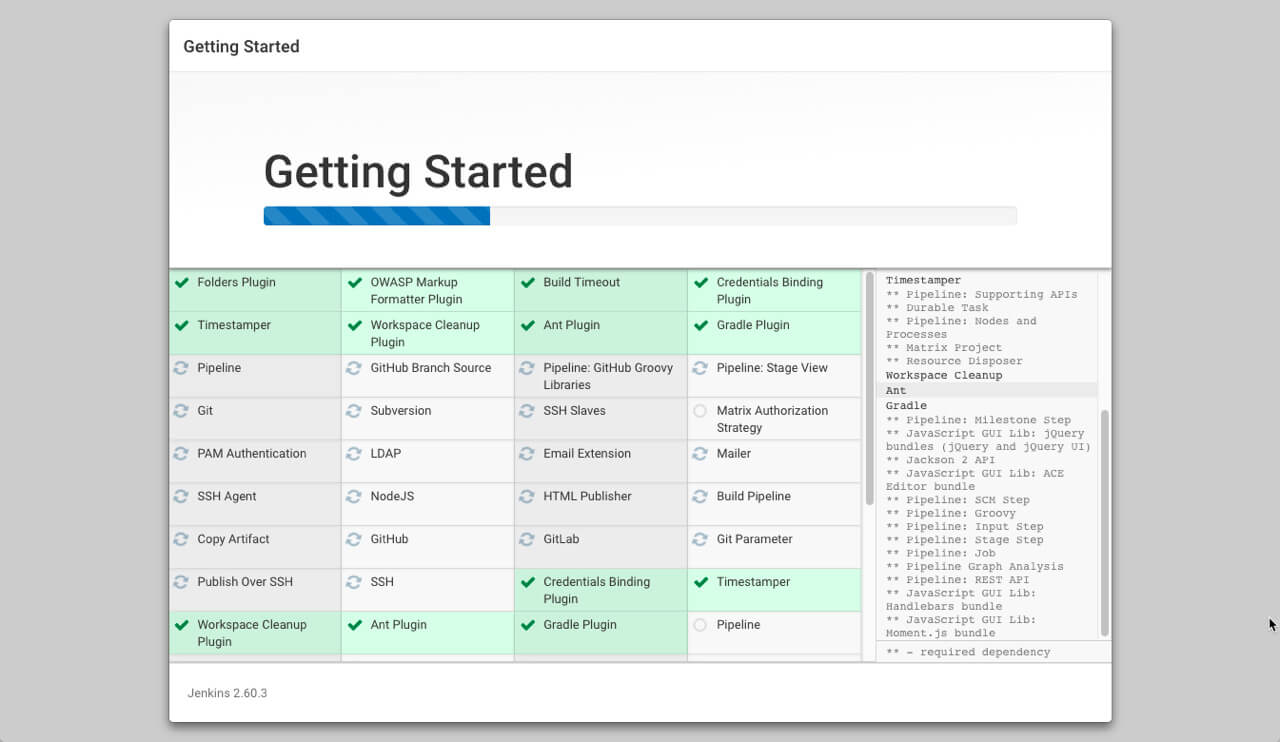 Getting Started
Getting Started
Folders Plugin
OWASP Markup
Formatter Plugin
Build Timeout
Credentials Binding
Plugin
Timestamper
Workspace Cleanup
Plugin
Ant Plugin
Gradle Plugin
Pipeline
GitHub Branch Source
Pipeline: GitHub Groovy
Libraries
Pipeline: Stage View
Git
Subversion
SSH Slaves
Matrix Authorization
Strategy
PAM Authentication
LDAP
Email Extension
Mailer
SSH Agent
NodeJS
HTML Publisher
Build Pipeline
Copy Artifact
GitHub
GitLab
Git Parameter
Publish Over SSH
SSH
Credentials Binding
Plugin
Timestamper
Workspace Cleanup
Plugin
Ant Plugin
Gradle Plugin
Pipeline
Timestamper
** Pipeline: Supporting APIs
** Durable Task
** Pipeline: Nodes and
Processes
** Matrix Project
** Resource Disposer
Workspace Cleanup
Ant
Gradle
** Pipeline: Milestone Step
** JavaScript GUI Lib: jQuery
bundles (jQuery and jQuery UI)
** Jackson 2 API
** JavaScript GUI Lib: ACE
Editor bundle
** Pipeline: SCM Step
** Pipeline: Groovy
** Pipeline: Input Step
** Pipeline: Stage Step
** Pipeline: Job
** Pipeline Graph Analysis
** Pipeline: REST API
** JavaScript GUI Lib:
Handlebars bundle
** JavaScript GUI Lib:
Moment.js bundle
** - required dependency
Jenkins 2.60.3